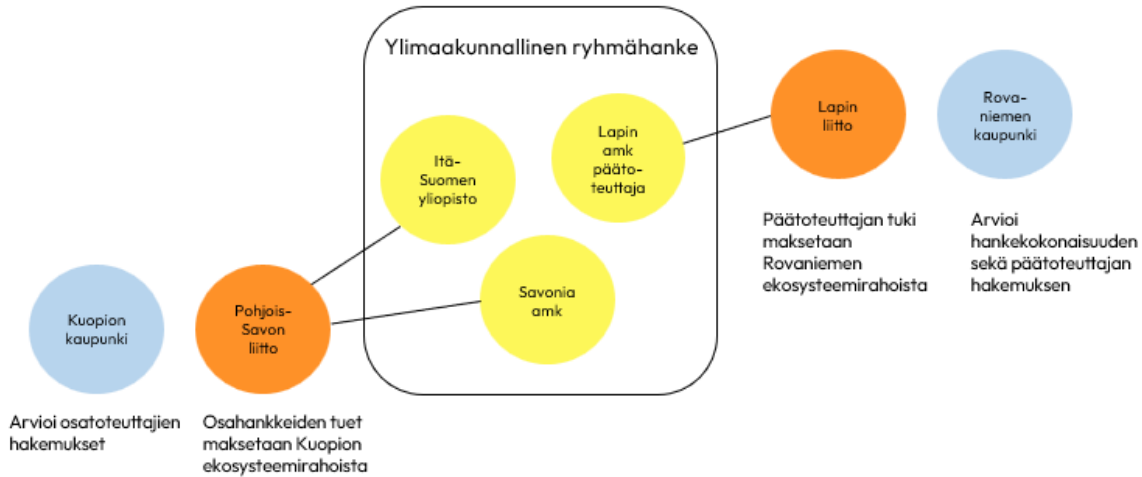 Ylimaakunnallinen ryhmähanke
Itä-
Suomen
yliopisto
Lapin
amk
pääto-
teuttaja
Savonia
amk
Lapin
liitto
Rova-
niemen
kaupunki
Päätoteuttajan tuki
maksetaan
Rovaniemen
ekosysteemirahoista
Arvioi
hankekokonaisuuden
sekä päätoteuttajan
hakemuksen
Kuopion
kaupunki
Pohjois-
Savon
liitto
Arvioi osatoteuttajien
hakemukset
Osahankkeiden tuet
maksetaan Kuopion
ekosysteemirahoista